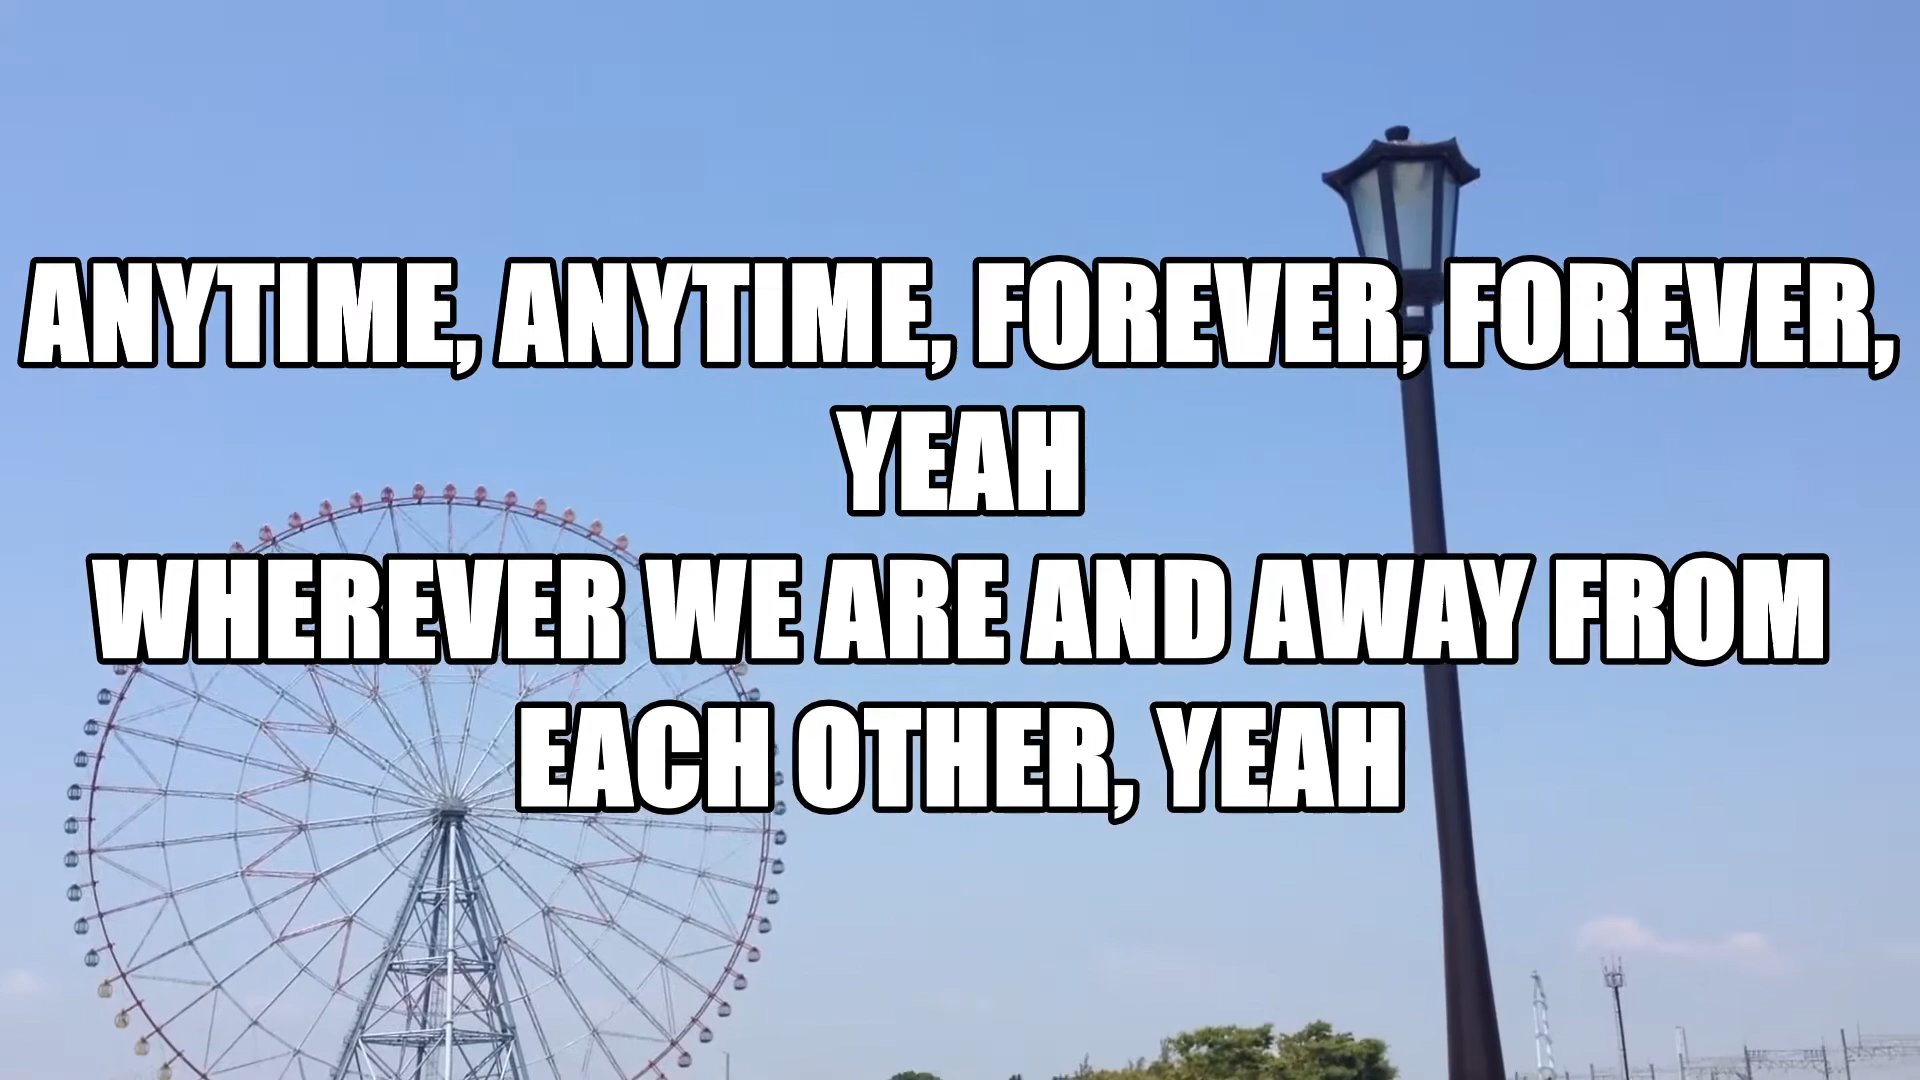 ANYTIME, ANYTIME, FOREVER, FOREVER,
YEAH
WHEREVER WE ARE AND AWAY FROM
EACH OTHER, YEAH